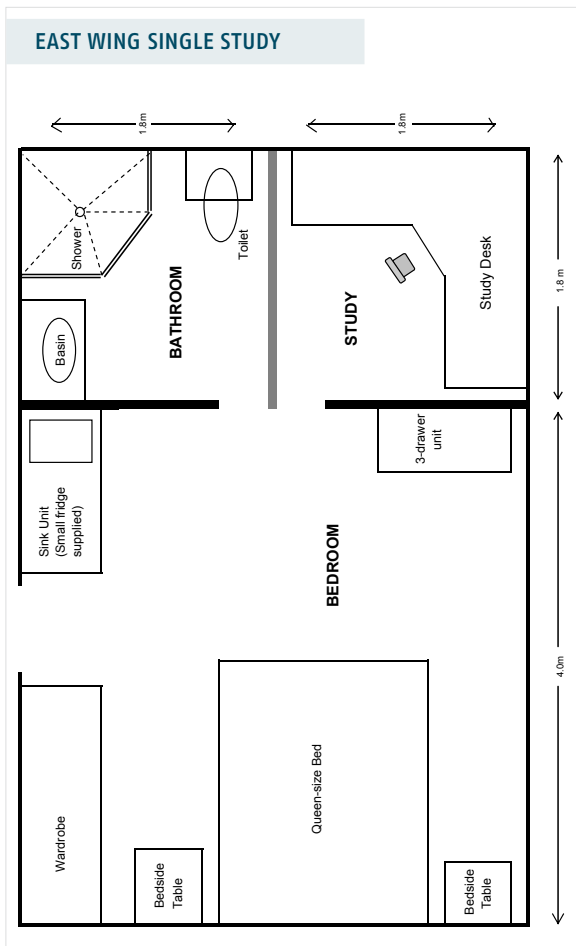 EAST WING SINGLE STUDY
1.8m
1.8m
Shower
Toilet
BATHROOM
Basin
STUDY
Study Desk
1.8 m
Sink Unit
(Small fridge
supplied)
3-drawer
unit
BEDROOM
4.0m
Wardrobe
Queen-size Bed
Bedside
Table
Bedside
Table